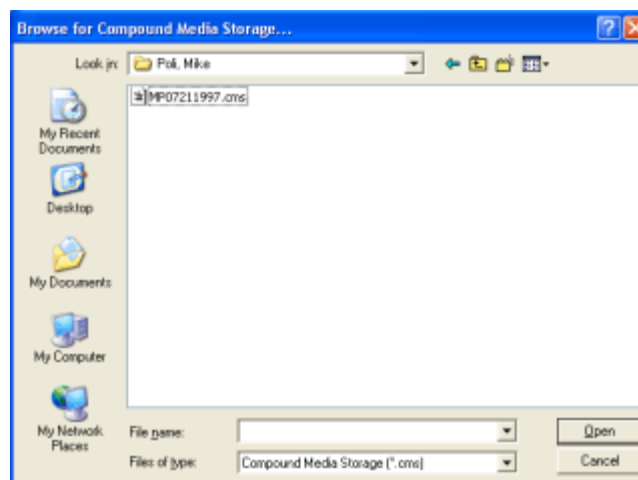 Browse for Compound Media Storage...
Look in: Poli, Mike
MP07211997.cms
My Recent
Documents
Desktop
My Documents
My Computer
My Network
Places
File name:
Open
Files of type: Compound Media Storage (*.cms)
Cancel